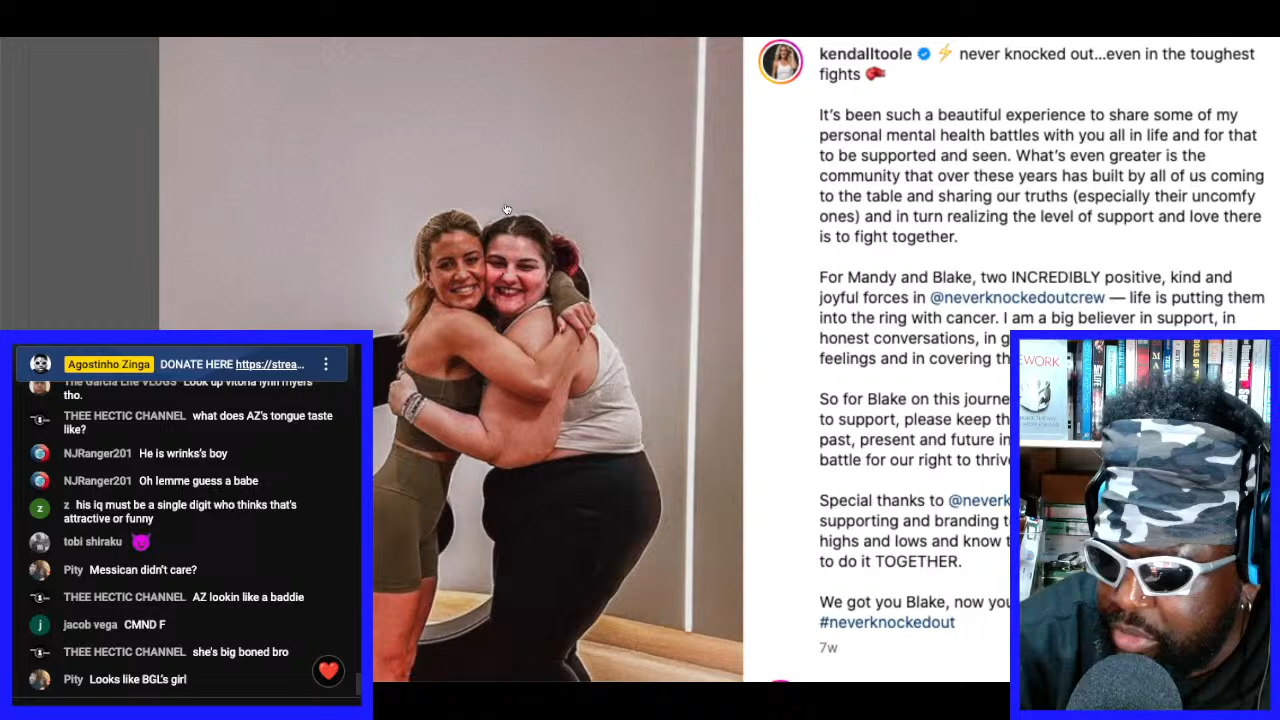 kendalltoole ⚡ never knocked out...even in the toughest
fights 🥊
It's been such a beautiful experience to share some of my
personal mental health battles with you all in life and for that
to be supported and seen. What's even greater is the
community that over these years has built by all of us coming
to the table and sharing our truths (especially their uncomfy
ones) and in turn realizing the level of support and love there
is to fight together.
For Mandy and Blake, two INCREDIBLY positive, kind and
joyful forces in @neverknockedoutcrew — life is putting them
into the ring with cancer. I am a big believer in support, in
honest conversations, in g
feelings and in covering th
So for Blake on this journe
to support, please keep th
past, present and future in
battle for our right to thrive
Special thanks to @neverk
supporting and branding t
highs and lows and know t
to do it TOGETHER.
We got you Blake, now you
#neverknockedout
7w
Agostinho Zinga DONATE HERE https://strea...
The Garcia Life VLOGS Look up vitoria lynn myers
tho.
THEE HECTIC CHANNEL what does AZ's tongue taste
like?
NJRanger201 He is wrinks's boy
NJRanger201 Oh lemme guess a babe
z his iq must be a single digit who thinks that's
attractive or funny
tobi shiraku 😈
Pity Messican didn't care?
THEE HECTIC CHANNEL AZ lookin like a baddie
jacob vega CMND F
THEE HECTIC CHANNEL she's big boned bro
Pity Looks like BGL's girl
EWORK